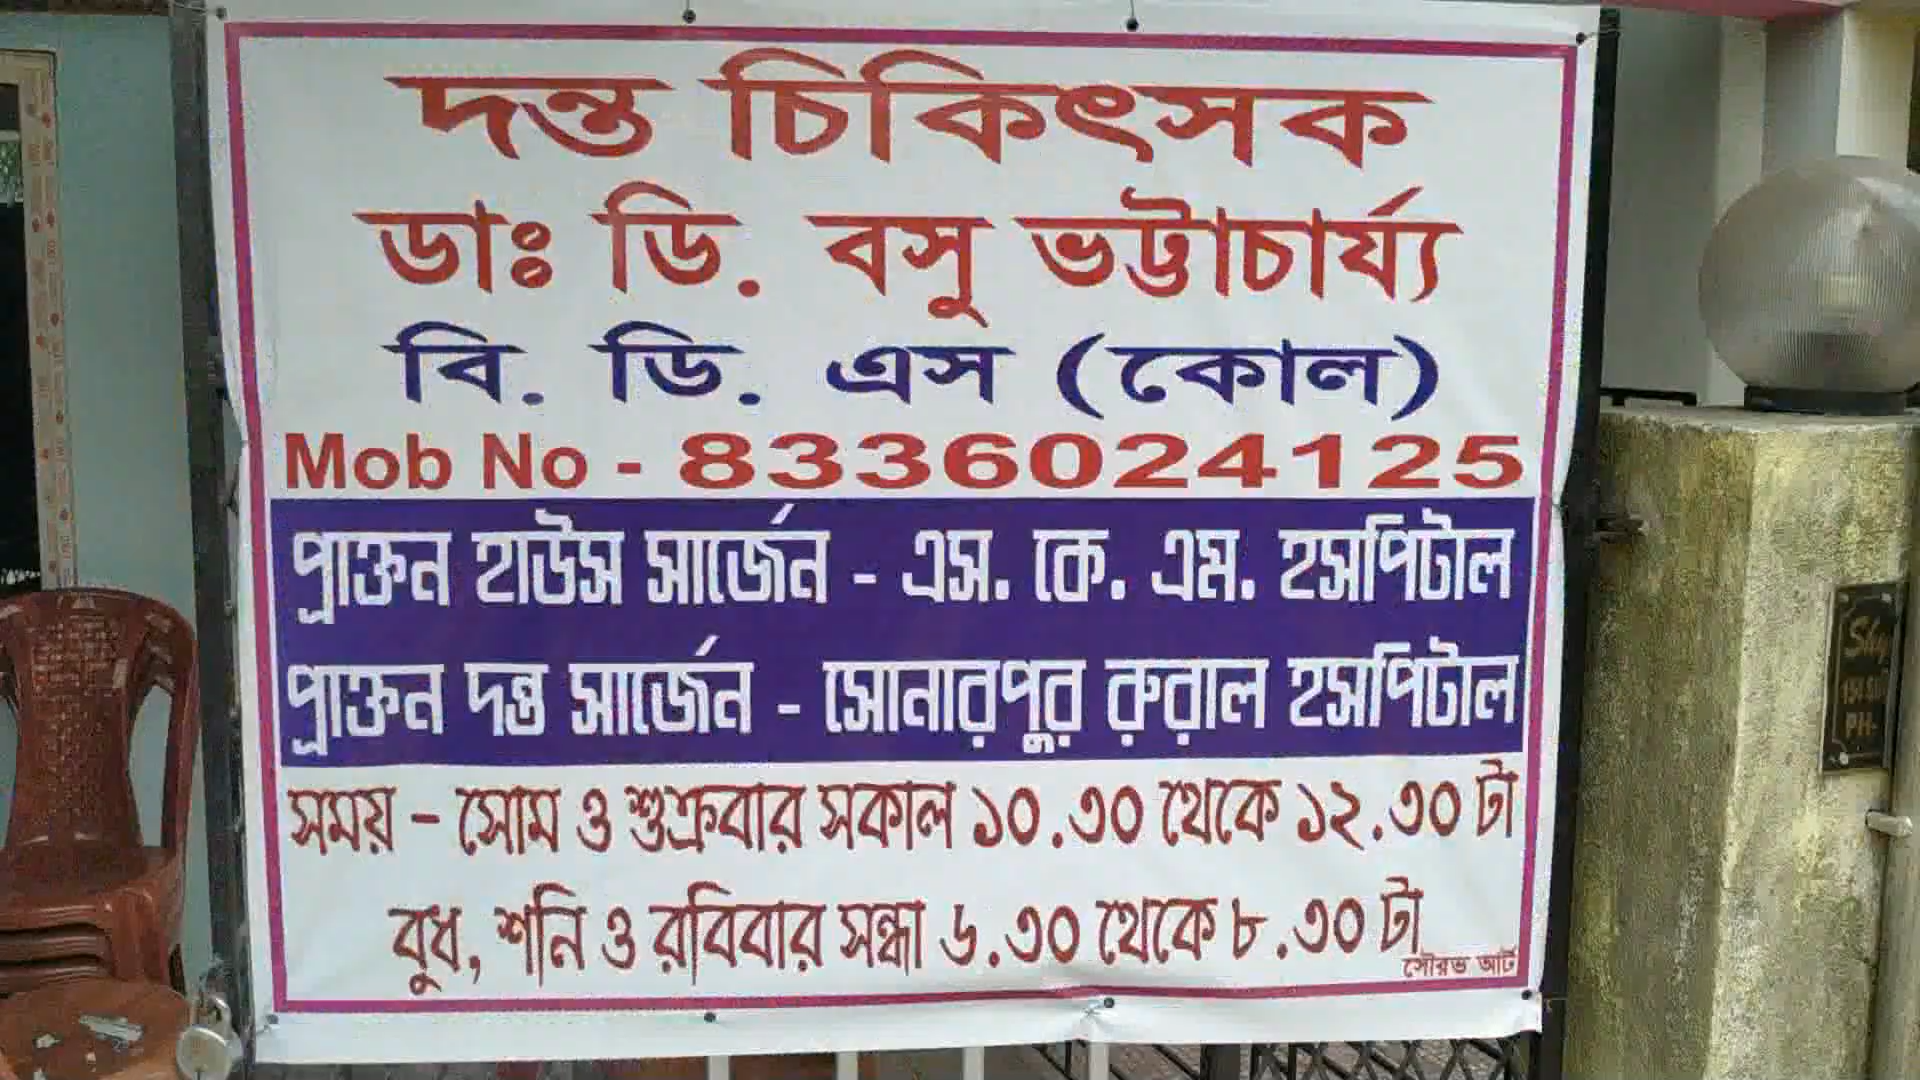 দন্ত চিকিৎসক
ডাঃ ডি. বসু ভট্টাচার্য্য
বি. ডি. এস (কোল)
Mob No - 8336024125
প্রাক্তন হাউস সার্জেন - এস. কে. এম. হসপিটাল
প্রাক্তন দন্ত সার্জেন - সোনারপুর রুরাল হসপিটাল
সময় - সোম ও শুক্রবার সকাল ১০.৩০ থেকে ১২.৩০ টা
বুধ, শনি ও রবিবার সন্ধা ৬.৩০ থেকে ৮.৩০ টা
সৌরভ আর্ট
PH-